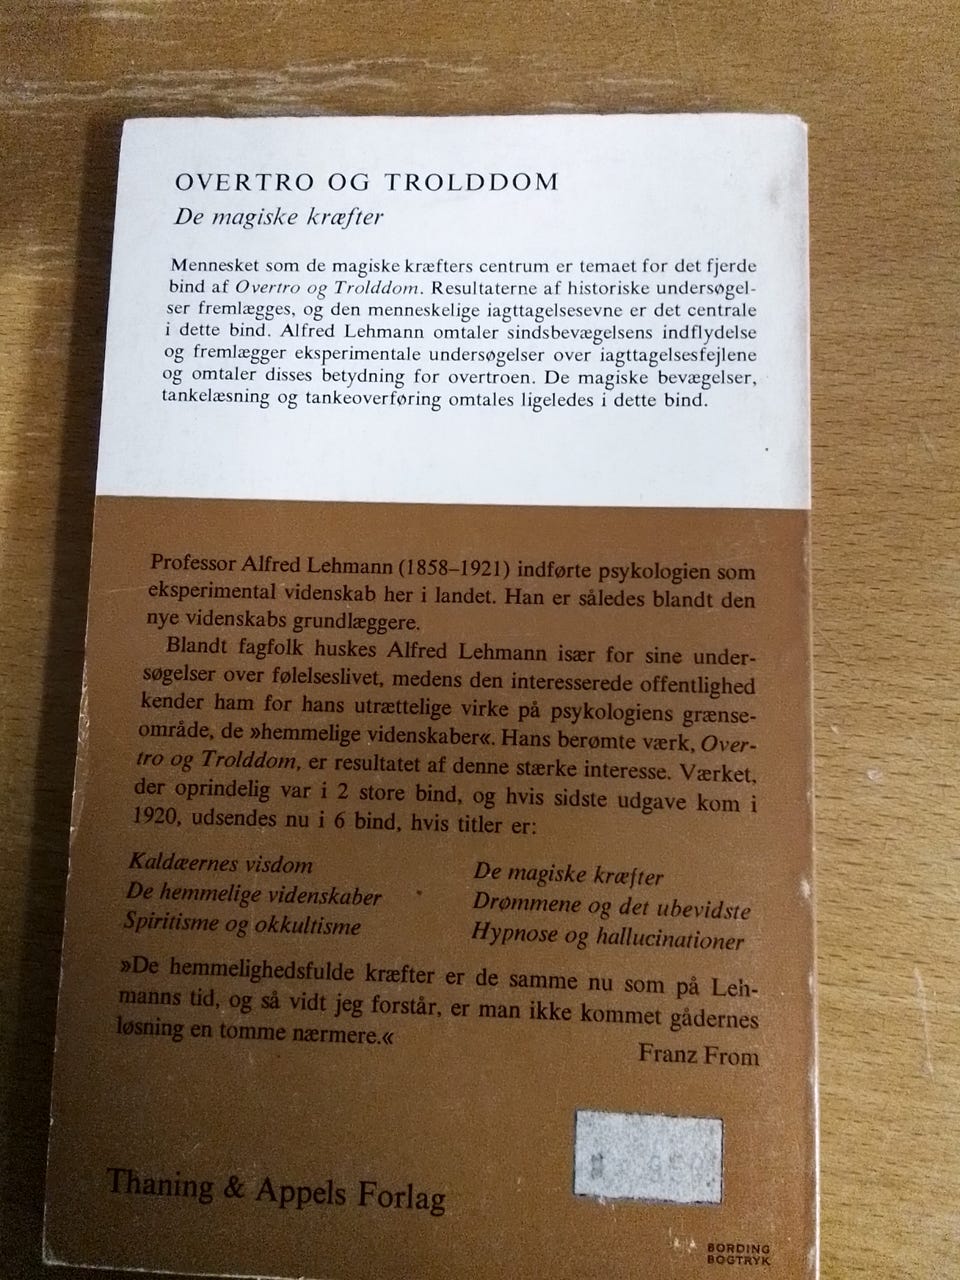 OVERTRO OG TROLDDOM
De magiske kræfter
Mennesket som de magiske kræfters centrum er temaet for det fjerde
bind af Overtro og Trolddom. Resultaterne af historiske undersøgel-
ser fremlægges, og den menneskelige iagttagelsesevne er det centrale
i dette bind. Alfred Lehmann omtaler sindsbevægelsens indflydelse
og fremlægger eksperimentale undersøgelser over iagttagelsesfejlene
og omtaler disses betydning for overtroen. De magiske bevægelser,
tankelæsning og tankeoverføring omtales ligeledes i dette bind.
Professor Alfred Lehmann (1858–1921) indførte psykologien som
eksperimental videnskab her i landet. Han er således blandt den
nye videnskabs grundlæggere.
Blandt fagfolk huskes Alfred Lehmann især for sine under-
søgelser over følelseslivet, medens den interesserede offentlighed
kender ham for hans utrættelige virke på psykologiens grænse-
område, de »hemmelige videnskaber«. Hans berømte værk, Over-
tro og Trolddom, er resultatet af denne stærke interesse. Værket,
der oprindelig var i 2 store bind, og hvis sidste udgave kom i
1920, udsendes nu i 6 bind, hvis titler er:
Kaldæernes visdom
De hemmelige videnskaber
Spiritisme og okkultisme
De magiske kræfter
Drømmene og det ubevidste
Hypnose og hallucinationer
»De hemmelighedsfulde kræfter er de samme nu som på Leh-
manns tid, og så vidt jeg forstår, er man ikke kommet gådernes
løsning en tomme nærmere.«
Franz From
Thaning & Appels Forlag
BORDING
BOGTRYK